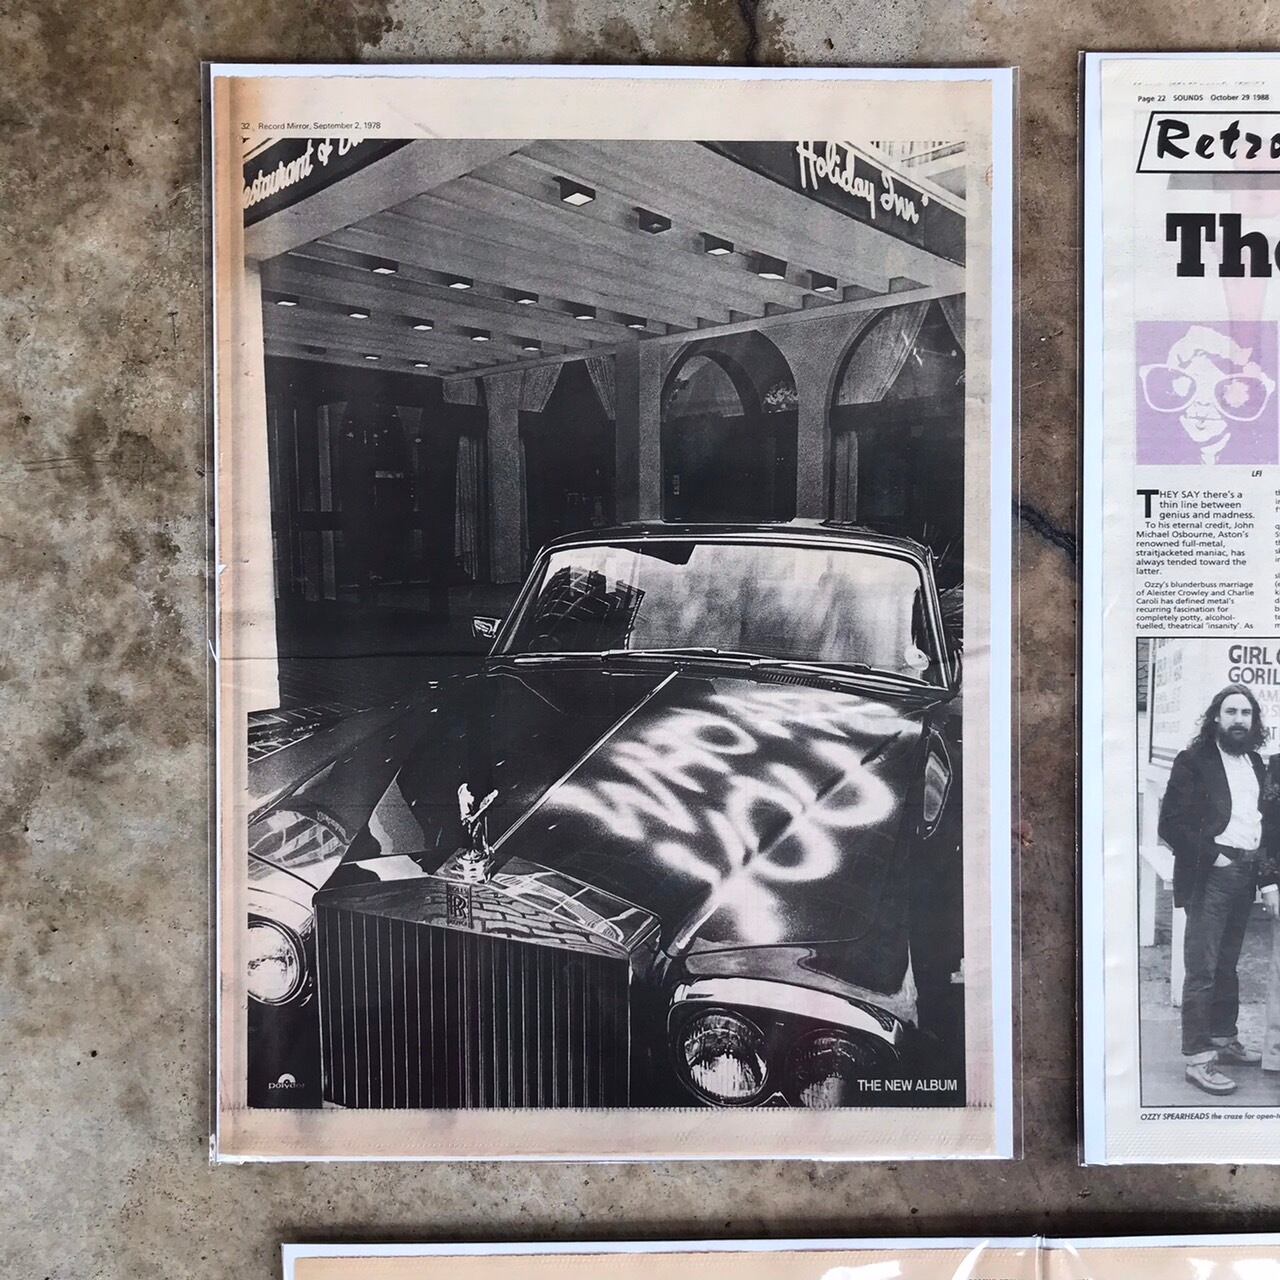 32 Record Mirror, September 2, 1978
Restaurant &
Holiday Inn
WHO ARE
YOU
ROLLS
RR
ROYCE
polydor
THE NEW ALBUM
Page 22 SOUNDS October 29 1988
Retro
The
LFI
THEY SAY there's a
thin line between
genius and madness.
To his eternal credit, John
Michael Osbourne, Aston's
renowned full-metal,
straitjacketed maniac, has
always tended toward the
latter.
Ozzy's blunderbuss marriage
of Aleister Crowley and Charlie
Caroli has defined metal's
recurring fascination for
completely potty, alcohol-
fuelled, theatrical 'insanity'. As
GIRL
GORIL
OZZY SPEARHEADS the craze for open-t